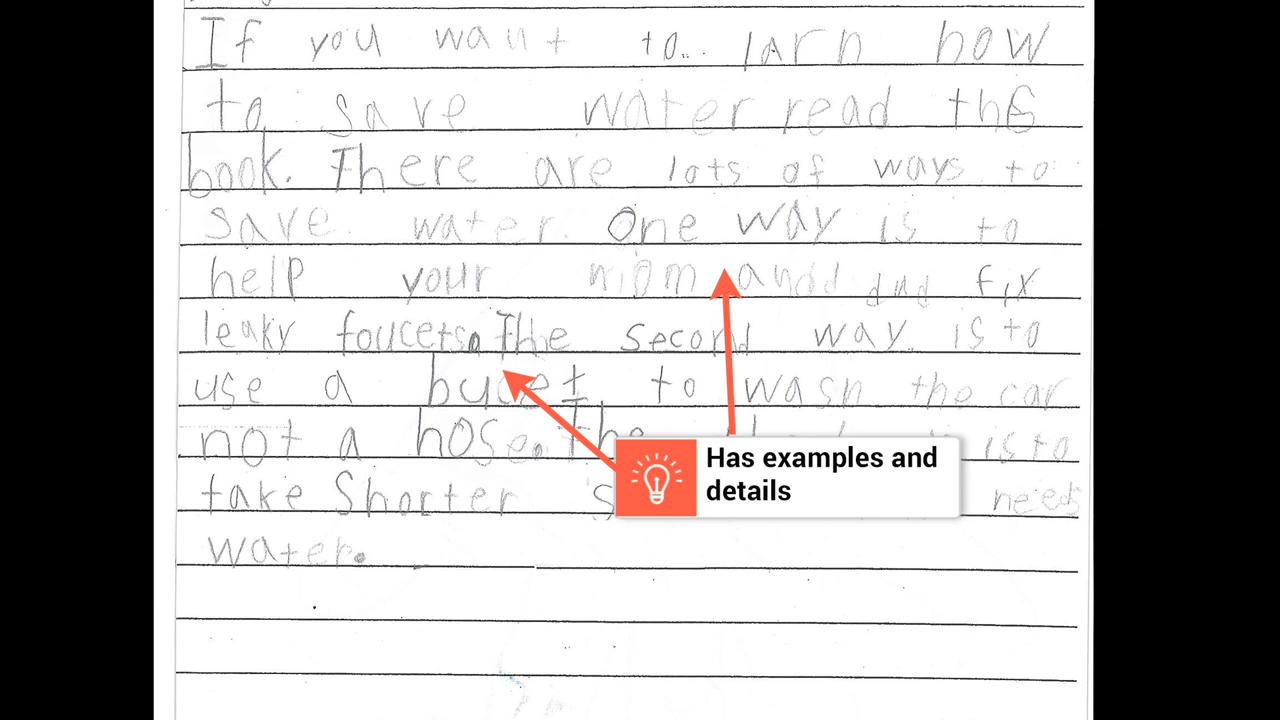 If you want to larn how
to save water read the
book. There are lots of ways to
save water. One way is to
help your mom and dad fix
leaky foucets. The second way is to
use a bucet to wash the car
not a hose. the is to
take Shorter needs
water.
Has examples and
details